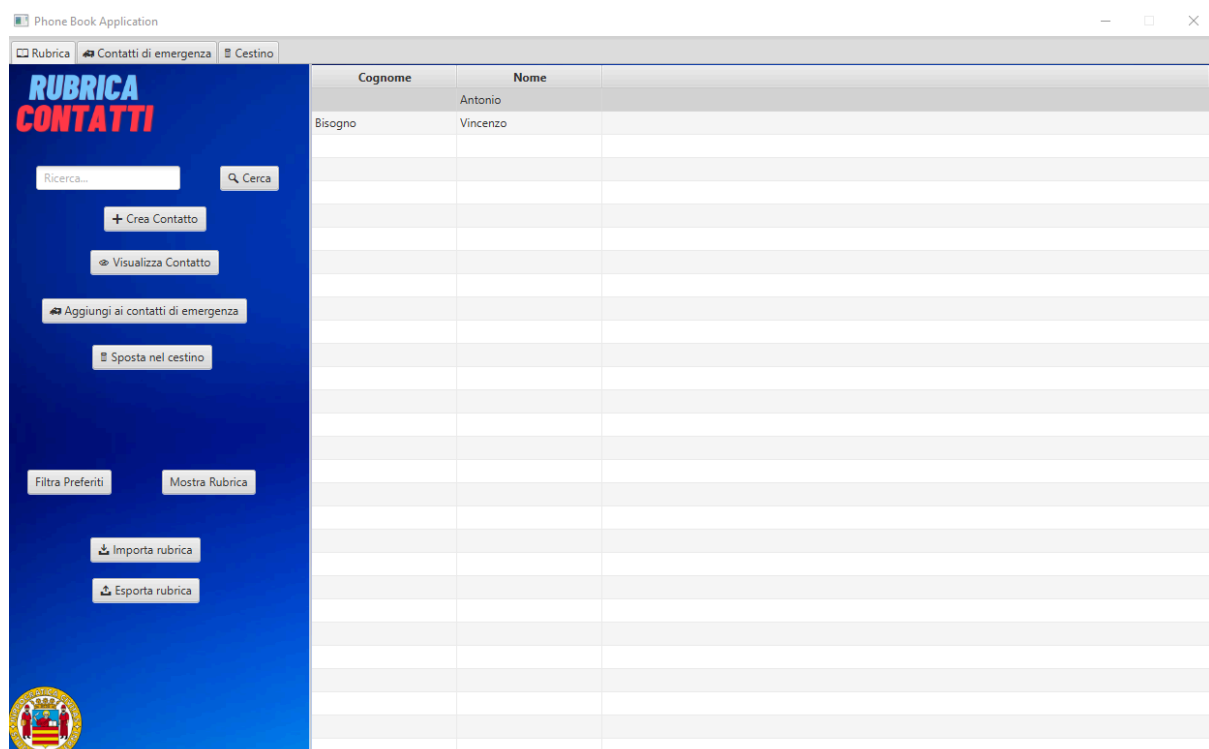 Phone Book Application
Rubrica Contatti di emergenza Cestino
RUBRICA
CONTATTI
Ricerca... Cerca
Crea Contatto
Visualizza Contatto
Aggiungi ai contatti di emergenza
Sposta nel cestino
Filtra Preferiti Mostra Rubrica
Importa rubrica
Esporta rubrica
Cognome Nome
Antonio
Bisogno Vincenzo